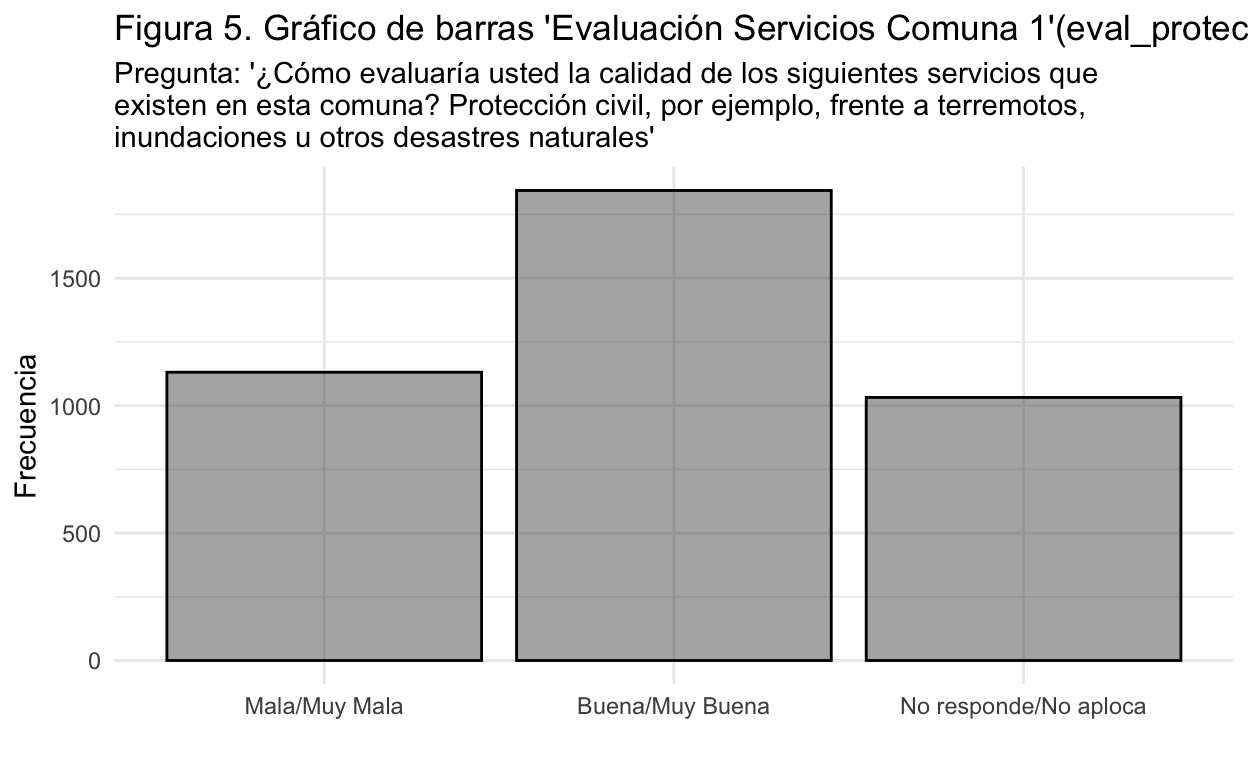 Figura 5. Gráfico de barras 'Evaluación Servicios Comuna 1'(eval_protec
Pregunta: '¿Cómo evaluaría usted la calidad de los siguientes servicios que
existen en esta comuna? Protección civil, por ejemplo, frente a terremotos,
inundaciones u otros desastres naturales'
Frecuencia
1500
1000
500
0
Mala/Muy Mala
Buena/Muy Buena
No responde/No aploca